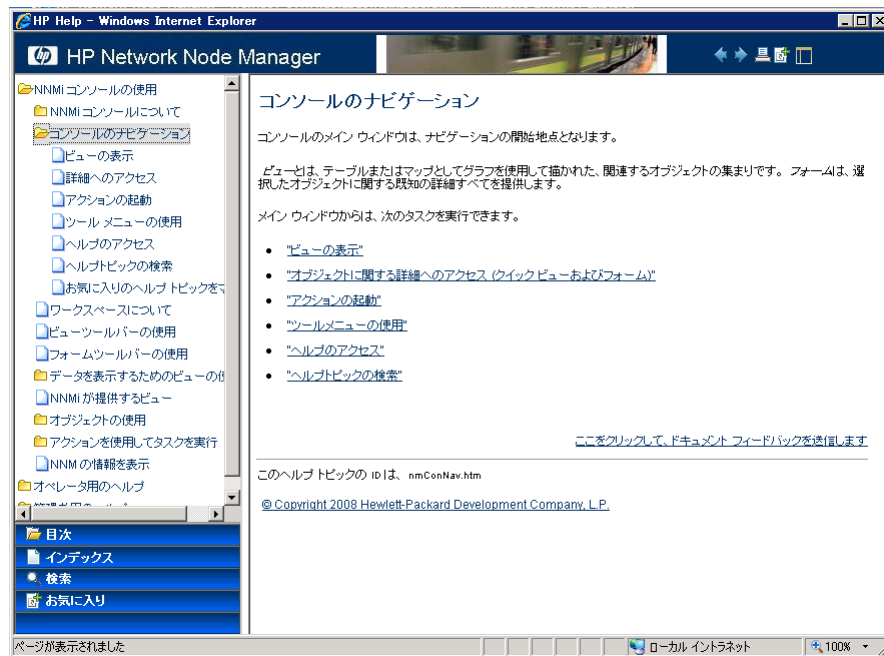 HP Help - Windows Internet Explorer
HP Network Node Manager
NNMi コンソールの使用
NNMi コンソールについて
コンソールのナビゲーション
ビューの表示
詳細へのアクセス
アクションの起動
ツール メニューの使用
ヘルプのアクセス
ヘルプトピックの検索
お気に入りのヘルプ トピックをマ
ワークスペースについて
ビューツールバーの使用
フォームツールバーの使用
データを表示するためのビューの使
NNMi が提供するビュー
オブジェクトの使用
アクションを使用してタスクを実行
NNM の情報を表示
オペレータ用のヘルプ
目次
インデックス
検索
お気に入り
コンソールのナビゲーション
コンソールのメイン ウィンドウは、ナビゲーションの開始地点となります。
ビューとは、テーブルまたはマップとしてグラフを使用して描かれた、関連するオブジェクトの集まりです。 フォームは、選
択したオブジェクトに関する既知の詳細すべてを提供します。
メイン ウィンドウからは、次のタスクを実行できます。
• "ビューの表示"
• "オブジェクトに関する詳細へのアクセス (クイック ビューおよびフォーム)"
• "アクションの起動"
• "ツールメニューの使用"
• "ヘルプのアクセス"
• "ヘルプトピックの検索"
ここをクリックして、ドキュメント フィードバックを送信します
このヘルプ トピックの ID は、 nmConNav.htm
© Copyright 2008 Hewlett-Packard Development Company, L.P.
ページが表示されました
ローカル イントラネット
100%